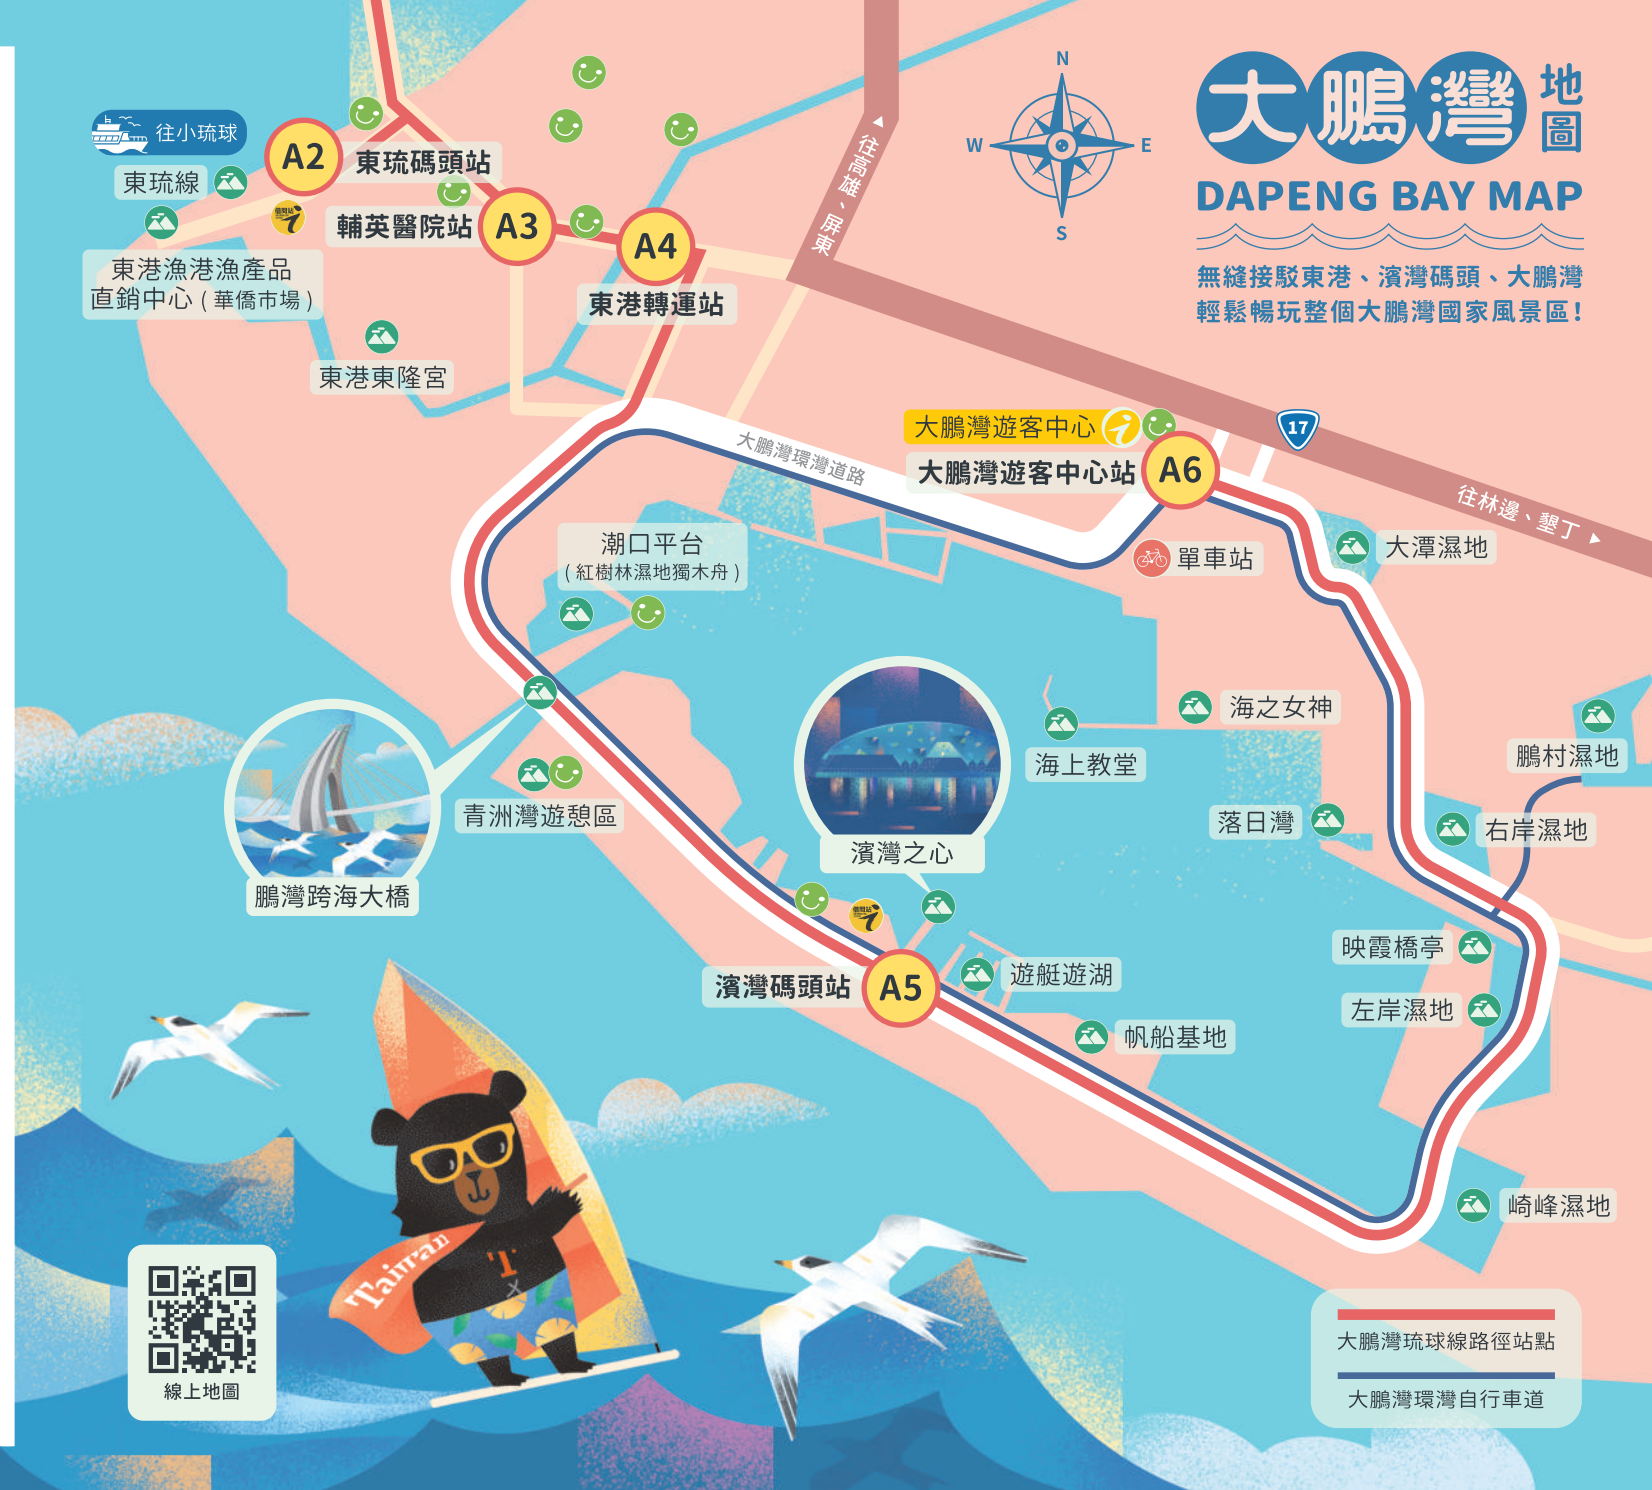 大鵬灣
地圖
DAPENG BAY MAP
無縫接駁東港、濱灣碼頭、大鵬灣
輕鬆暢玩整個大鵬灣國家風景區！
N
W
E
S
往小琉球
A2
東琉碼頭站
東琉線
借問站
輔英醫院站
A3
A4
東港轉運站
東港漁港漁產品
直銷中心(華僑市場)
東港東隆宮
往高雄、屏東
大鵬灣環灣道路
大鵬灣遊客中心
大鵬灣遊客中心站
A6
17
往林邊、墾丁
單車站
大潭濕地
潮口平台
(紅樹林濕地獨木舟)
海之女神
海上教堂
鵬村濕地
落日灣
右岸濕地
青洲灣遊憩區
鵬灣跨海大橋
濱灣之心
借問站
濱灣碼頭站
A5
遊艇遊湖
帆船基地
映霞橋亭
左岸濕地
崎峰濕地
Taiwan
T
線上地圖
大鵬灣琉球線路徑站點
大鵬灣環灣自行車道